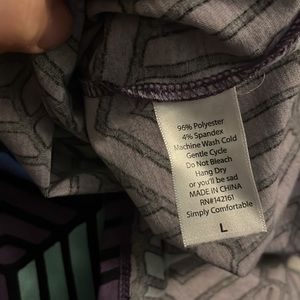 96% Polyester
4% Spandex
Machine Wash Cold
Gentle Cycle
Do Not Bleach
Hang Dry
or you'll be sad
MADE IN CHINA
RN#142161
Simply Comfortable
L